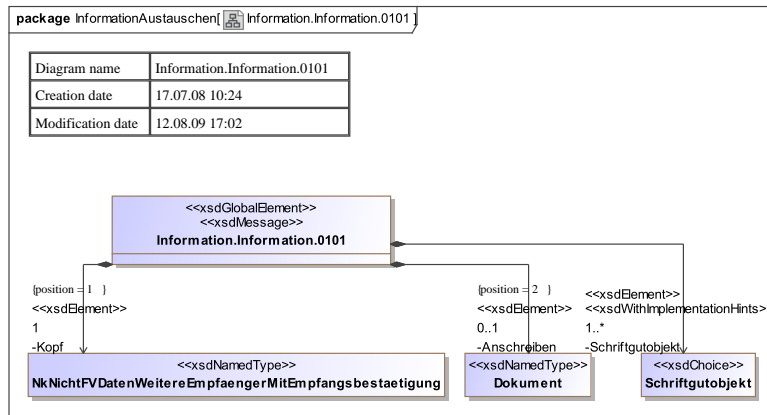 package InformationAustauschen[ Information.Information.0101 ]
Diagram name Information.Information.0101
Creation date 17.07.08 10:24
Modification date 12.08.09 17:02
<<xsdGlobalElement>>
<<xsdMessage>>
Information.Information.0101
{position = 1 }
<<xsdElement>>
1
-Kopf
{position = 2 }
<<xsdElement>>
0..1
-Anschreiben
<<xsdElement>>
<<xsdWithImplementationHints>
1..*
-Schriftgutobjekt
<<xsdNamedType>>
NkNichtFVDatenWeitereEmpfaengerMitEmpfangsbestaetigung
<<xsdNamedType>>
Dokument
<<xsdChoice>>
Schriftgutobjekt